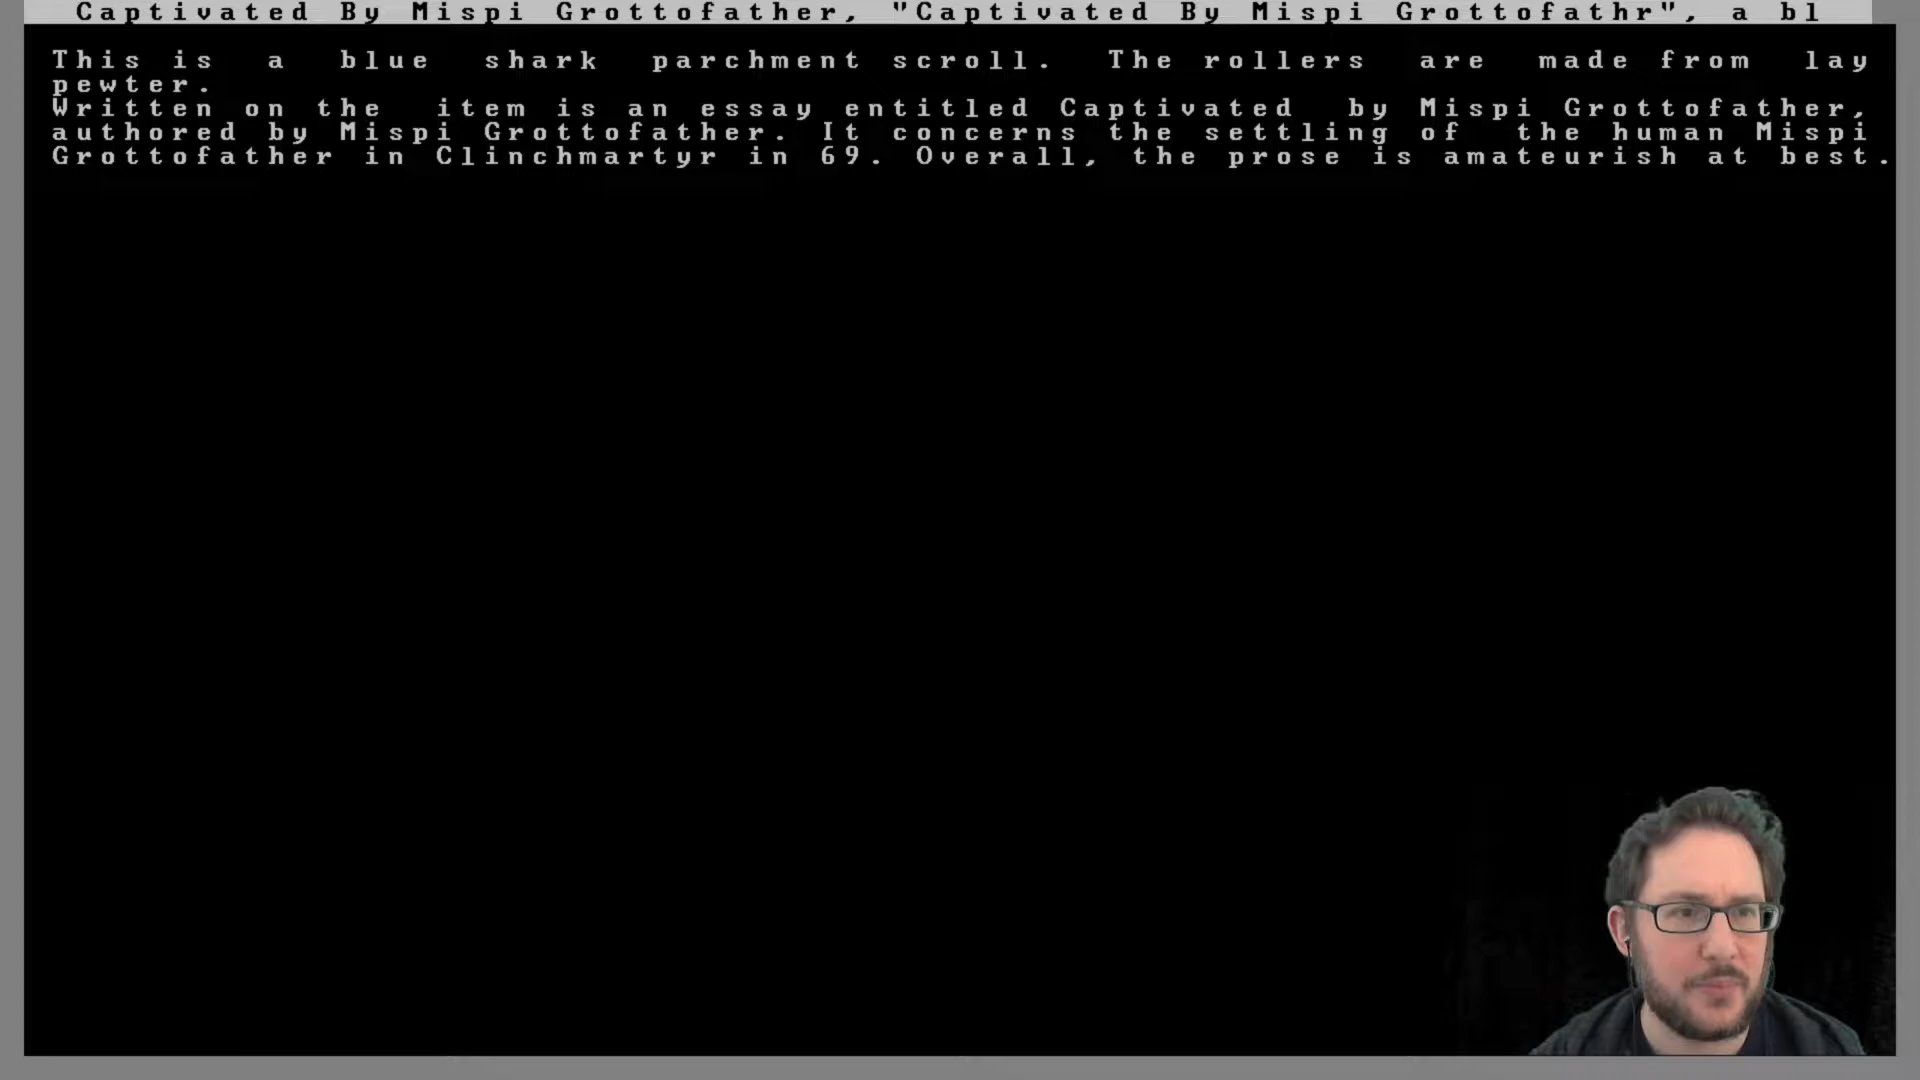 Captivated By Mispi Grottofather, "Captivated By Mispi Grottofathr", a bl
This is a blue shark parchment scroll. The rollers are made from lay
pewter.
Written on the item is an essay entitled Captivated by Mispi Grottofather,
authored by Mispi Grottofather. It concerns the settling of the human Mispi
Grottofather in Clinchmartyr in 69. Overall, the prose is amateurish at best.